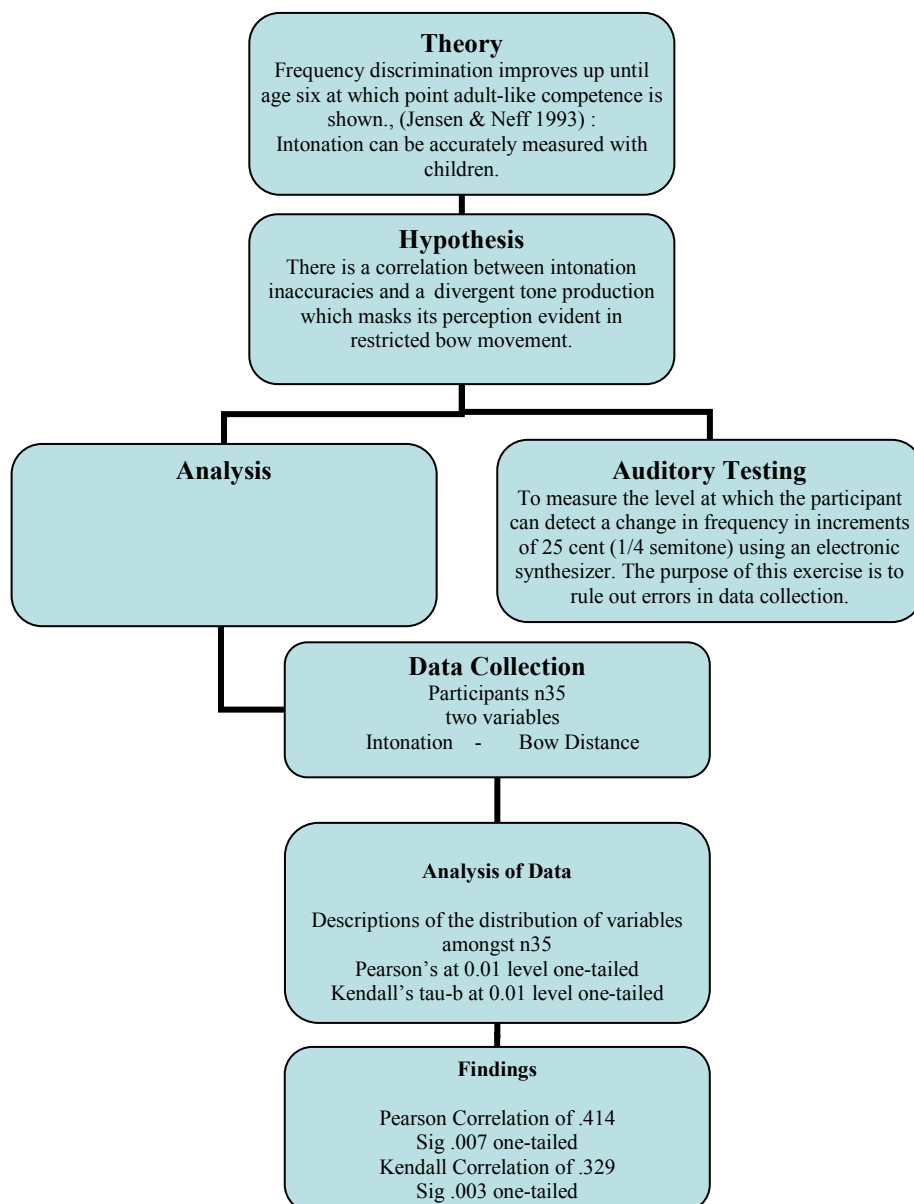 Theory
Frequency discrimination improves up until
age six at which point adult-like competence is
shown., (Jensen & Neff 1993) :
Intonation can be accurately measured with
children.
Hypothesis
There is a correlation between intonation
inaccuracies and a  divergent tone production
which masks its perception evident in
restricted bow movement.
Analysis
Auditory Testing
To measure the level at which the participant
can detect a change in frequency in increments
of 25 cent (1/4 semitone) using an electronic
synthesizer. The purpose of this exercise is to
rule out errors in data collection.
Data Collection
Participants n35
two variables
Intonation    -      Bow Distance
Analysis of Data
Descriptions of the distribution of variables
amongst n35
Pearson’s at 0.01 level one-tailed
Kendall’s tau-b at 0.01 level one-tailed
Findings
Pearson Correlation of .414
Sig .007 one-tailed
Kendall Correlation of .329
Sig .003 one-tailed